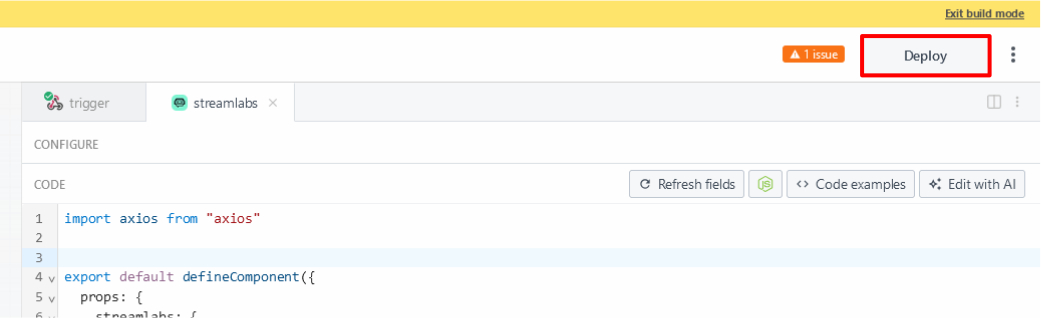 Exit build mode
1 issue
Deploy
trigger
streamlabs
CONFIGURE
CODE
Refresh fields
Code examples
Edit with AI
1 import axios from "axios"
2
3
4 export default defineComponent({
5 props: {
6 streamlabs: {